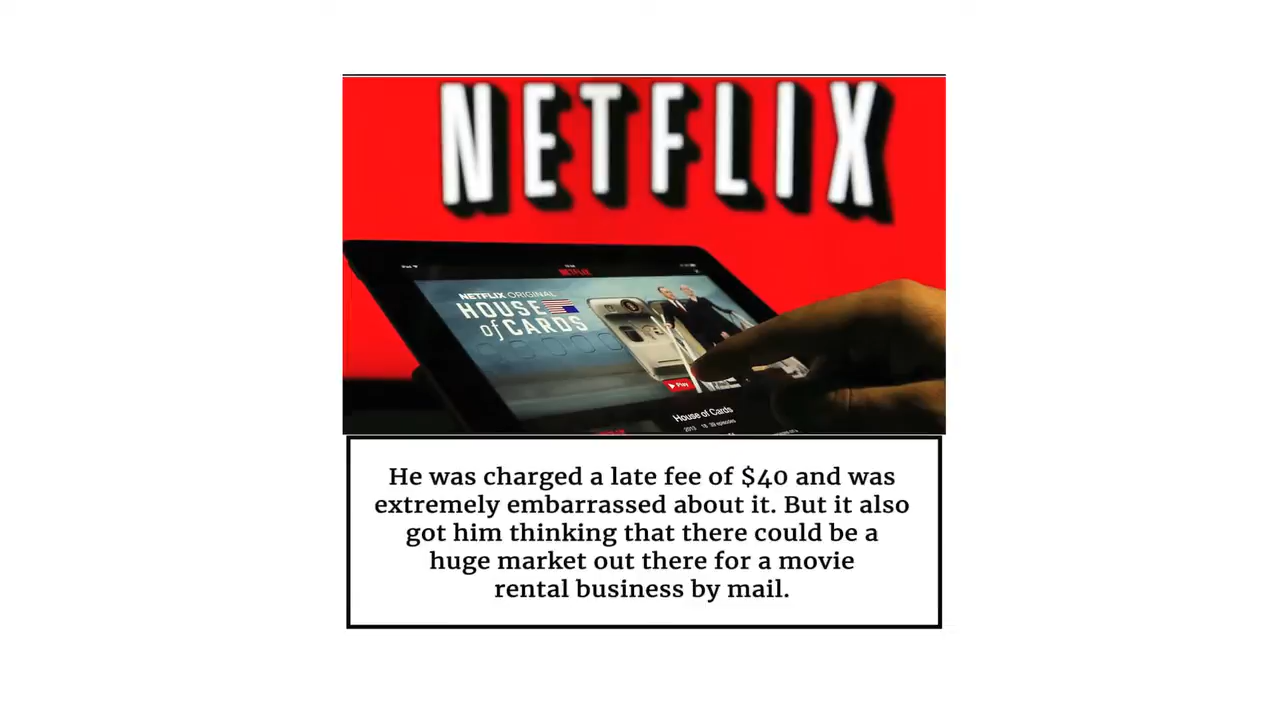 NETFLIX
NETFLIX
NETFLIX ORIGINAL
HOUSE
of CARDS
Play
House of Cards
He was charged a late fee of $40 and was
extremely embarrassed about it. But it also
got him thinking that there could be a
huge market out there for a movie
rental business by mail.